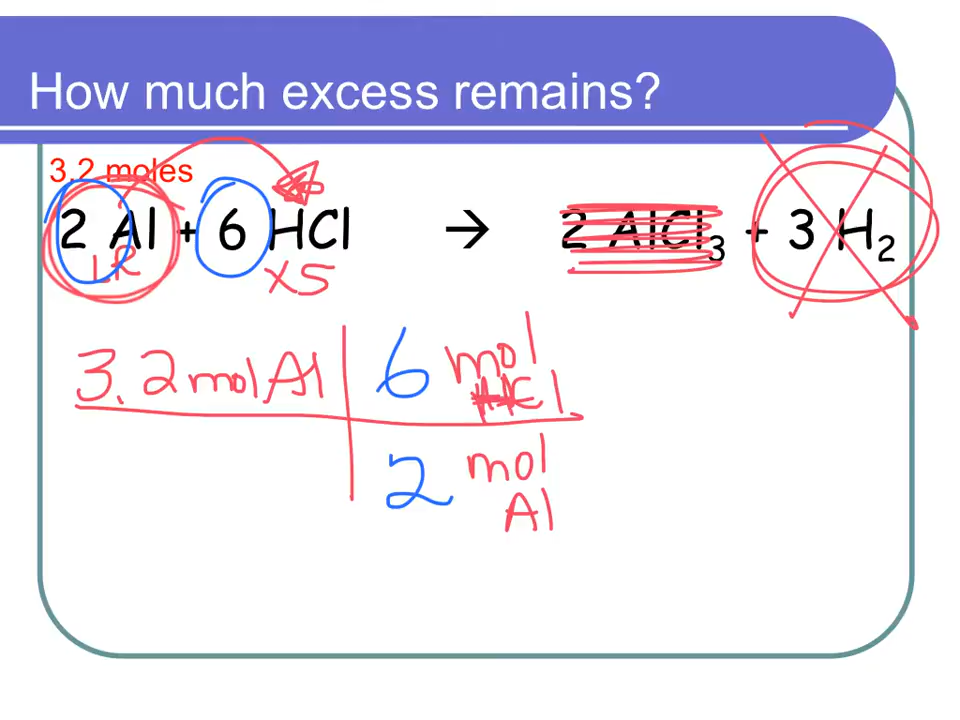 How much excess remains?
3.2 moles
2 Al + 6 HCl → 2 AlCl₃ + 3 H₂
LR XS
3.2 mol Al 6 mol
HCl
2 mol
Al